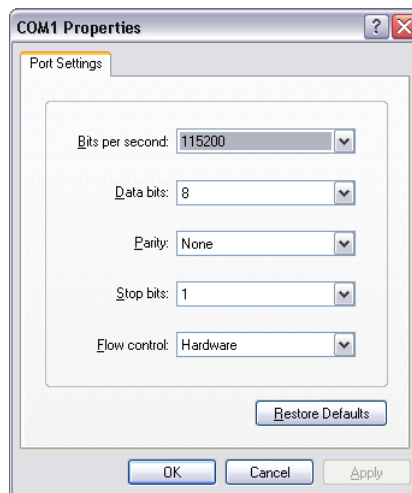 COM1 Properties
Port Settings
Bits per second: 115200
Data bits: 8
Parity: None
Stop bits: 1
Flow control: Hardware
Restore Defaults
OK Cancel Apply